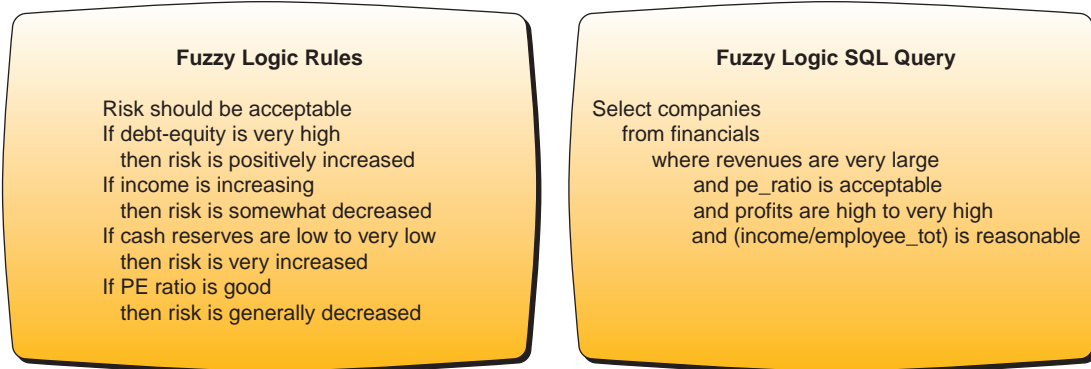 Fuzzy Logic Rules
Risk should be acceptable
If debt-equity is very high
then risk is positively increased
If income is increasing
then risk is somewhat decreased
If cash reserves are low to very low
then risk is very increased
If PE ratio is good
then risk is generally decreased
Fuzzy Logic SQL Query
Select companies
from financials
where revenues are very large
and pe_ratio is acceptable
and profits are high to very high
and (income/employee_tot) is reasonable